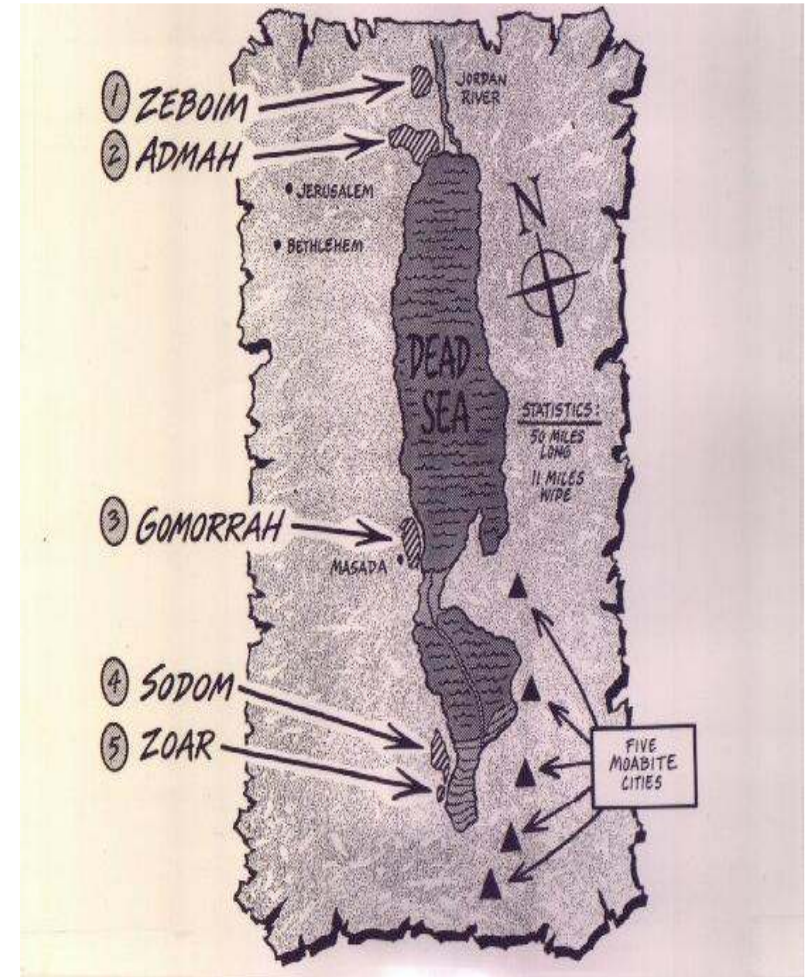 1 ZEBOIM
JORDAN
RIVER
2 ADMAH
JERUSALEM
BETHLEHEM
N
DEAD
SEA
STATISTICS:
50 MILES
LONG
11 MILES
WIDE
3 GOMORRAH
MASADA
4 SODOM
5 ZOAR
FIVE
MOABITE
CITIES